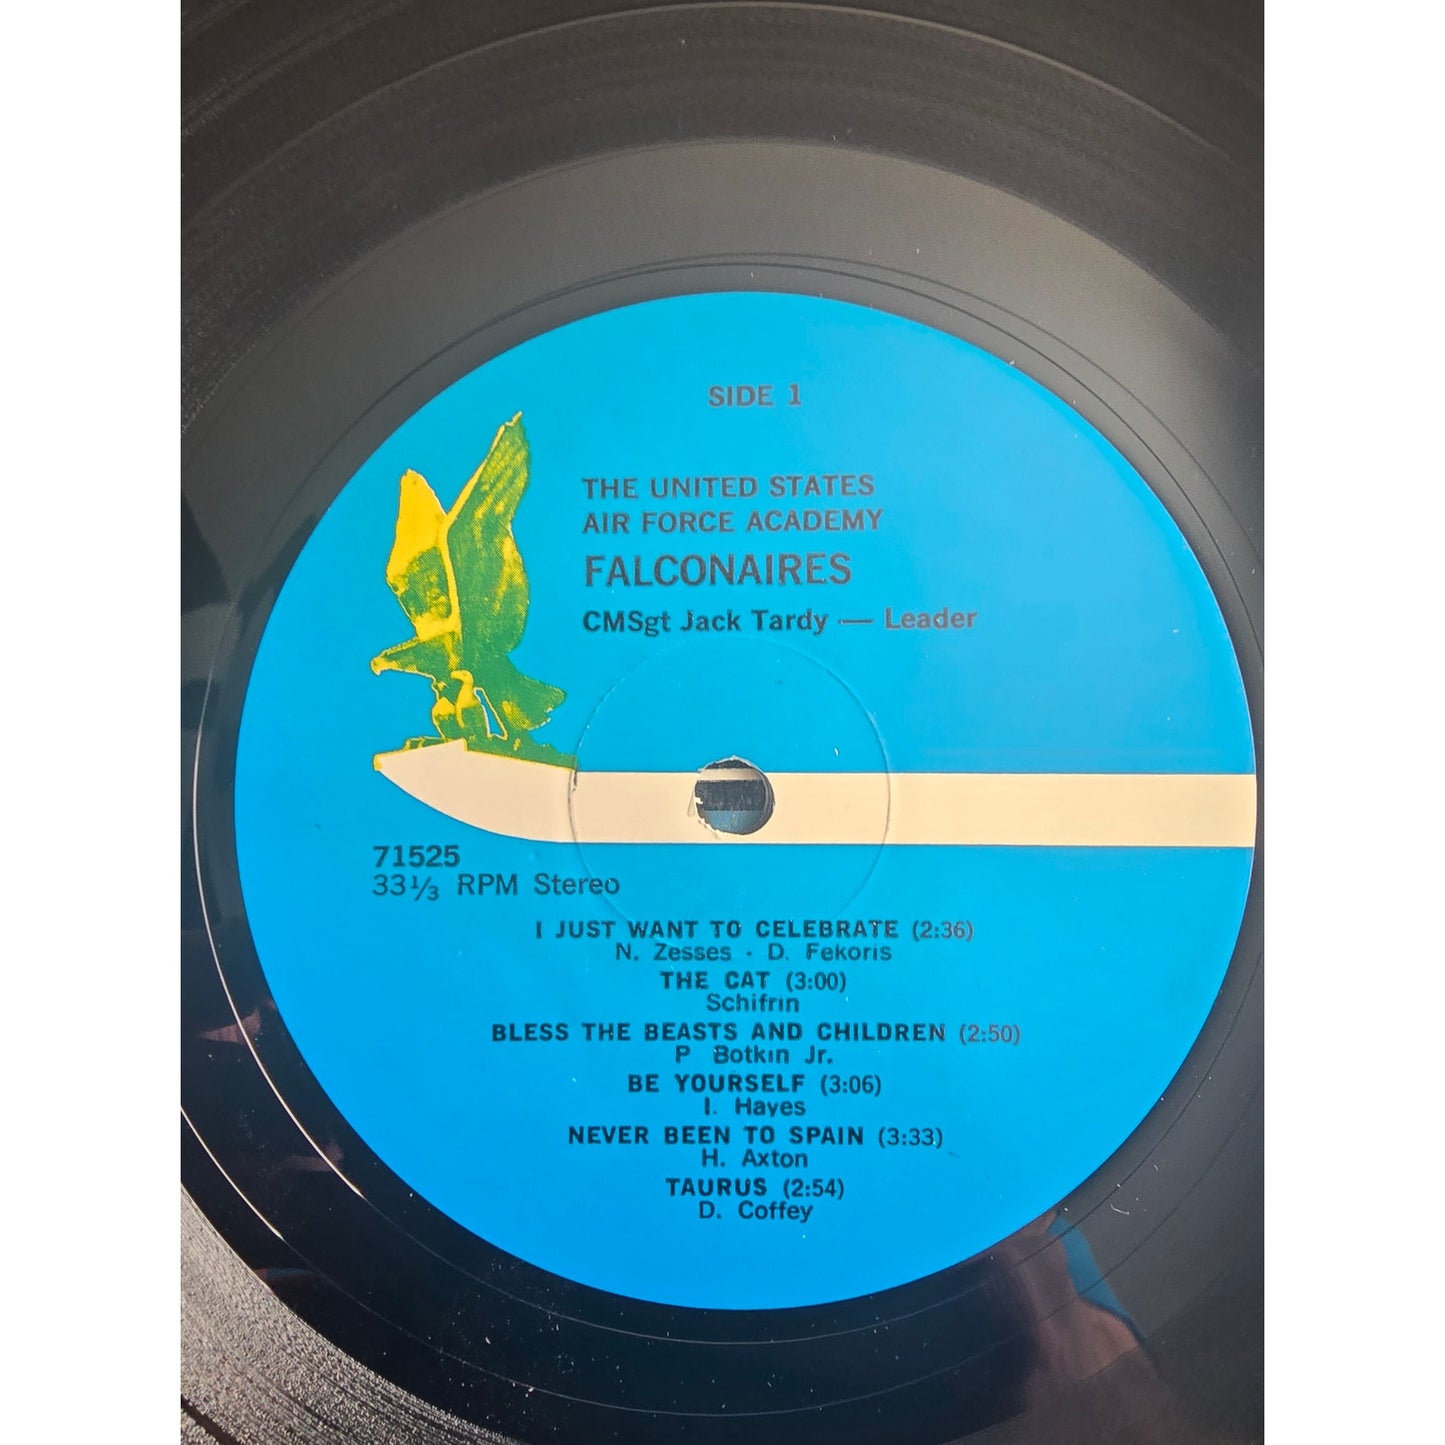 SIDE 1
THE UNITED STATES
AIR FORCE ACADEMY
FALCONAIRES
CMSgt Jack Tardy — Leader
71525
33⅓ RPM Stereo
I JUST WANT TO CELEBRATE (2:36)
N. Zesses - D. Fekoris
THE CAT (3:00)
Schifrin
BLESS THE BEASTS AND CHILDREN (2:50)
P Botkin Jr.
BE YOURSELF (3:06)
I. Hayes
NEVER BEEN TO SPAIN (3:33)
H. Axton
TAURUS (2:54)
D. Coffey